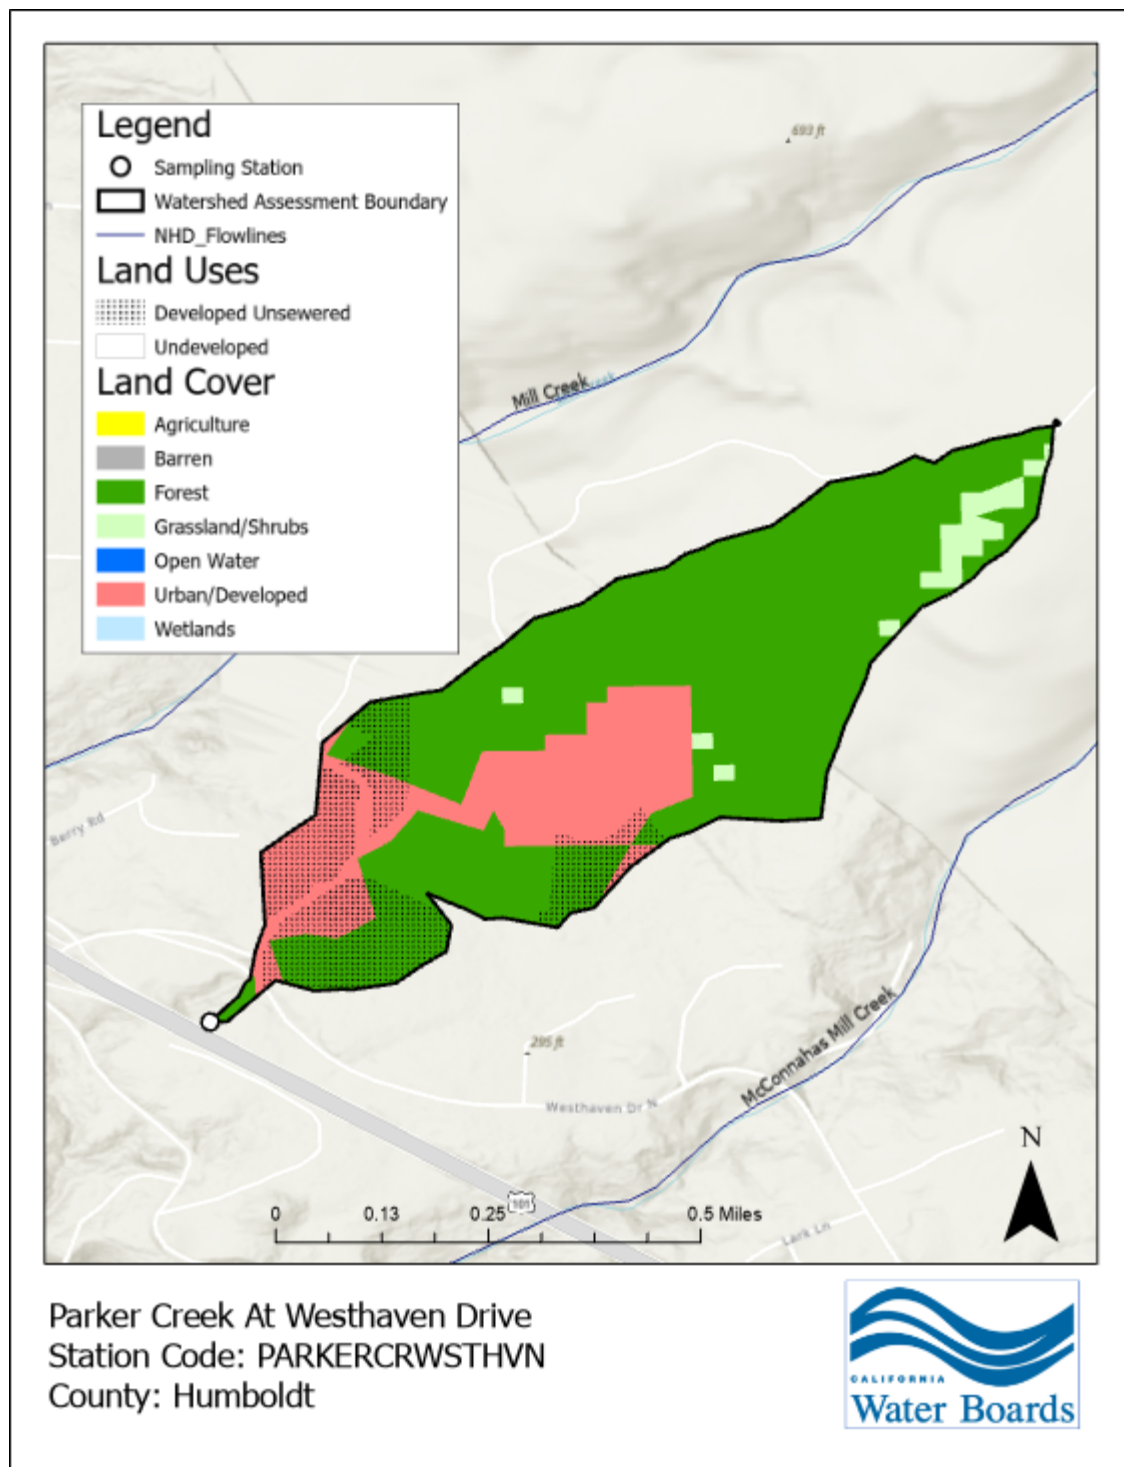 Legend
Sampling Station
Watershed Assessment Boundary
NHD_Flowlines
Land Uses
Developed Unsewered
Undeveloped
Land Cover
Agriculture
Barren
Forest
Grassland/Shrubs
Open Water
Urban/Developed
Wetlands
693 ft
Mill Creek
Berry Rd
295 ft
McConnahas Mill Creek
Westhaven Dr N
N
101
0 0.13 0.25 0.5 Miles
Lark Ln
Parker Creek At Westhaven Drive
Station Code: PARKERCRWSTHVN
County: Humboldt
CALIFORNIA
Water Boards